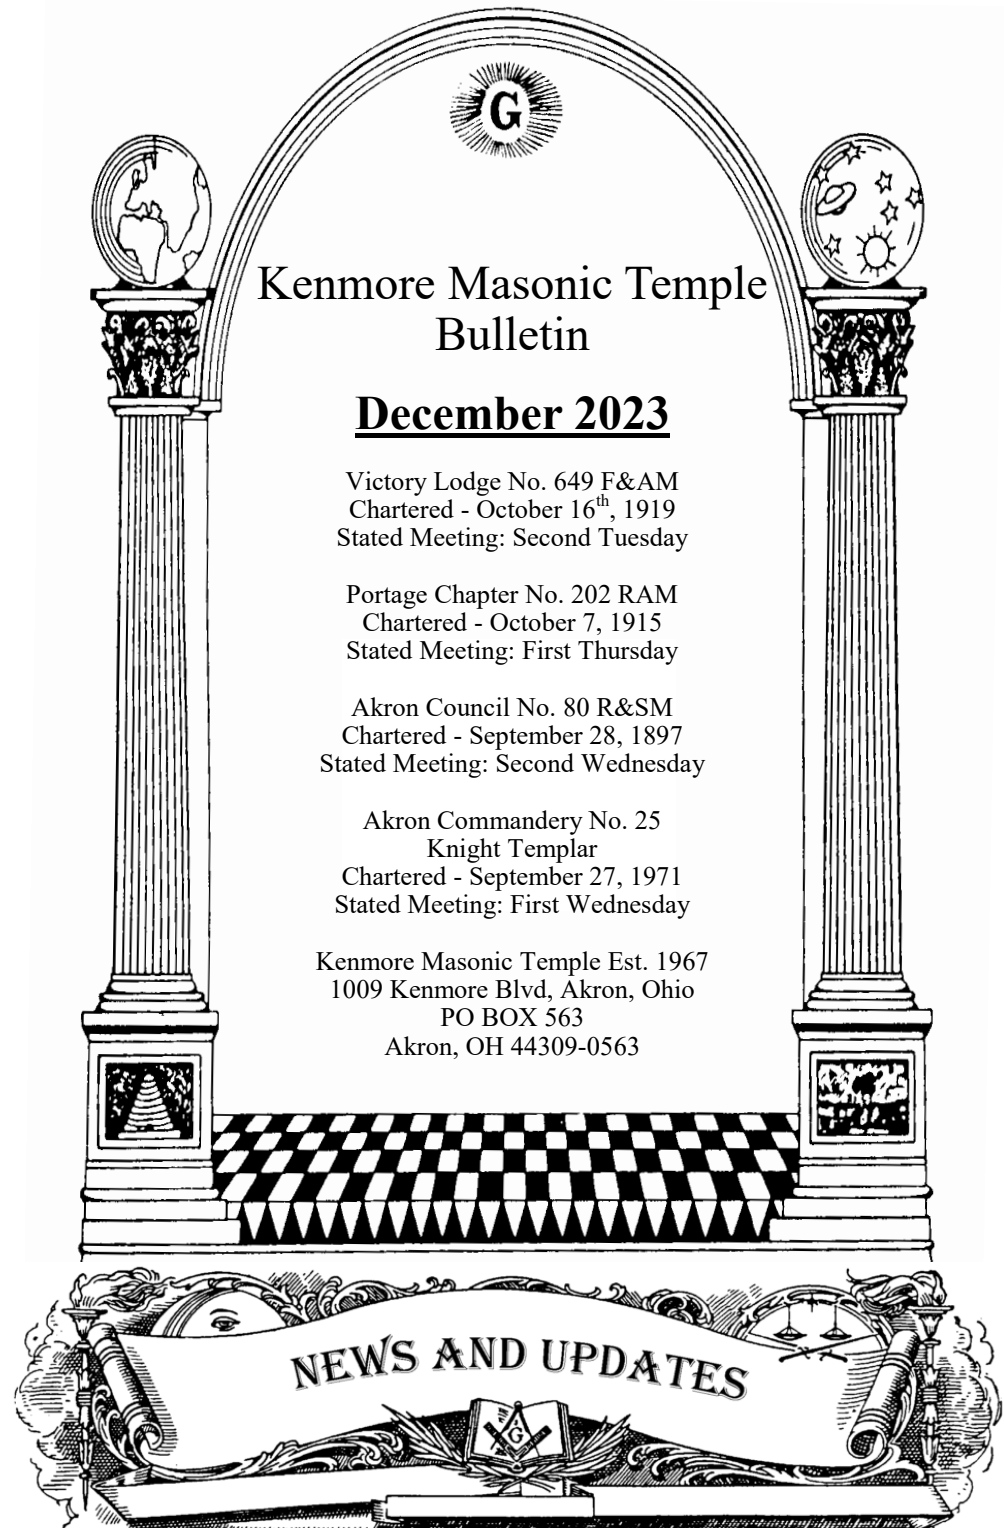 G
Kenmore Masonic Temple
Bulletin
December 2023
Victory Lodge No. 649 F&AM
Chartered - October 16th, 1919
Stated Meeting: Second Tuesday
Portage Chapter No. 202 RAM
Chartered - October 7, 1915
Stated Meeting: First Thursday
Akron Council No. 80 R&SM
Chartered - September 28, 1897
Stated Meeting: Second Wednesday
Akron Commandery No. 25
Knight Templar
Chartered - September 27, 1971
Stated Meeting: First Wednesday
Kenmore Masonic Temple Est. 1967
1009 Kenmore Blvd, Akron, Ohio
PO BOX 563
Akron, OH 44309-0563
NEWS AND UPDATES
G